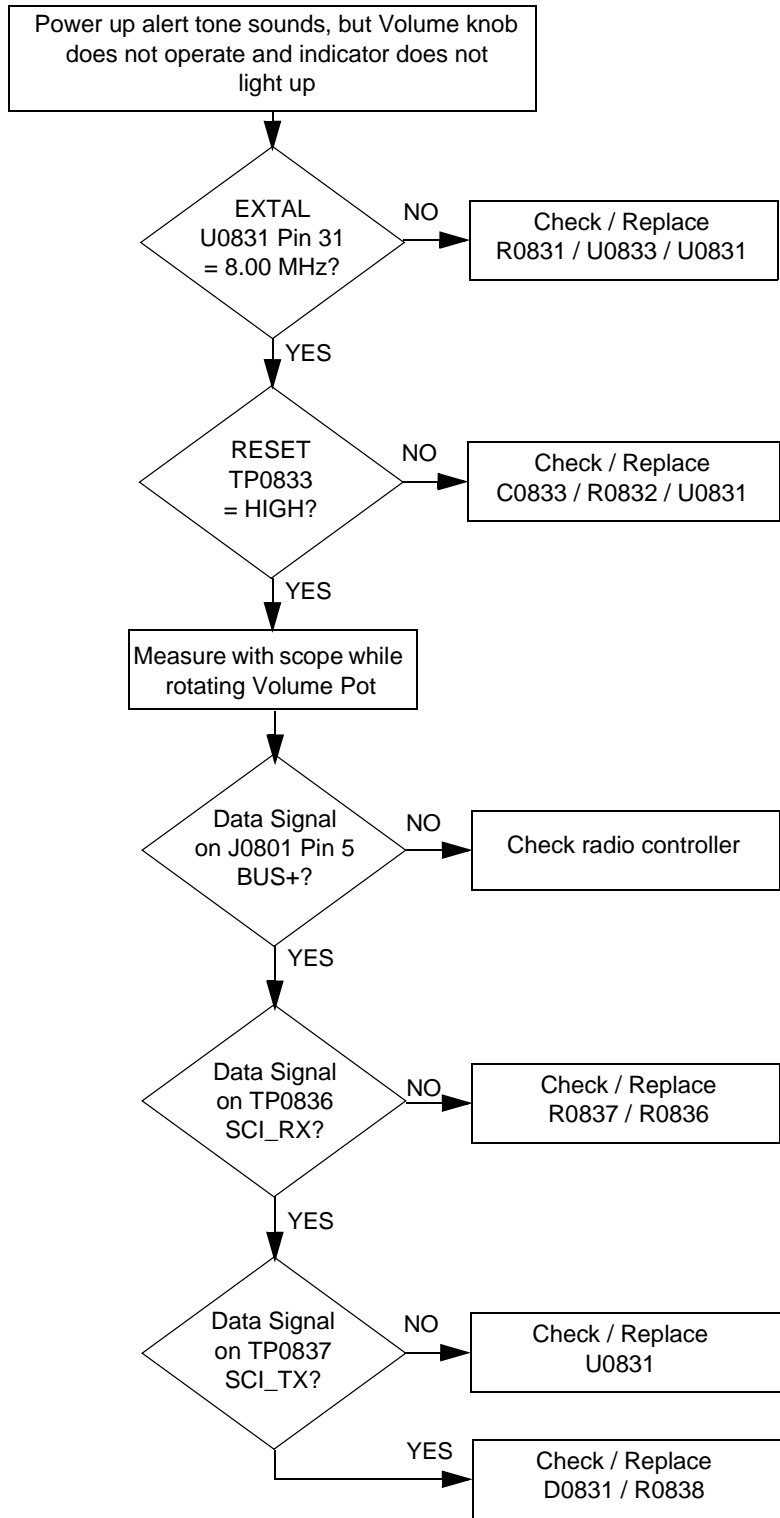 Power up alert tone sounds, but Volume knob
does not operate and indicator does not
light up
EXTAL
U0831 Pin 31
= 8.00 MHz?
NO
Check / Replace
R0831 / U0833 / U0831
YES
RESET
TP0833
= HIGH?
NO
Check / Replace
C0833 / R0832 / U0831
YES
Measure with scope while
rotating Volume Pot
Data Signal
on J0801 Pin 5
BUS+?
NO
Check radio controller
YES
Data Signal
on TP0836
SCI_RX?
NO
Check / Replace
R0837 / R0836
YES
Data Signal
on TP0837
SCI_TX?
NO
Check / Replace
U0831
YES
Check / Replace
D0831 / R0838